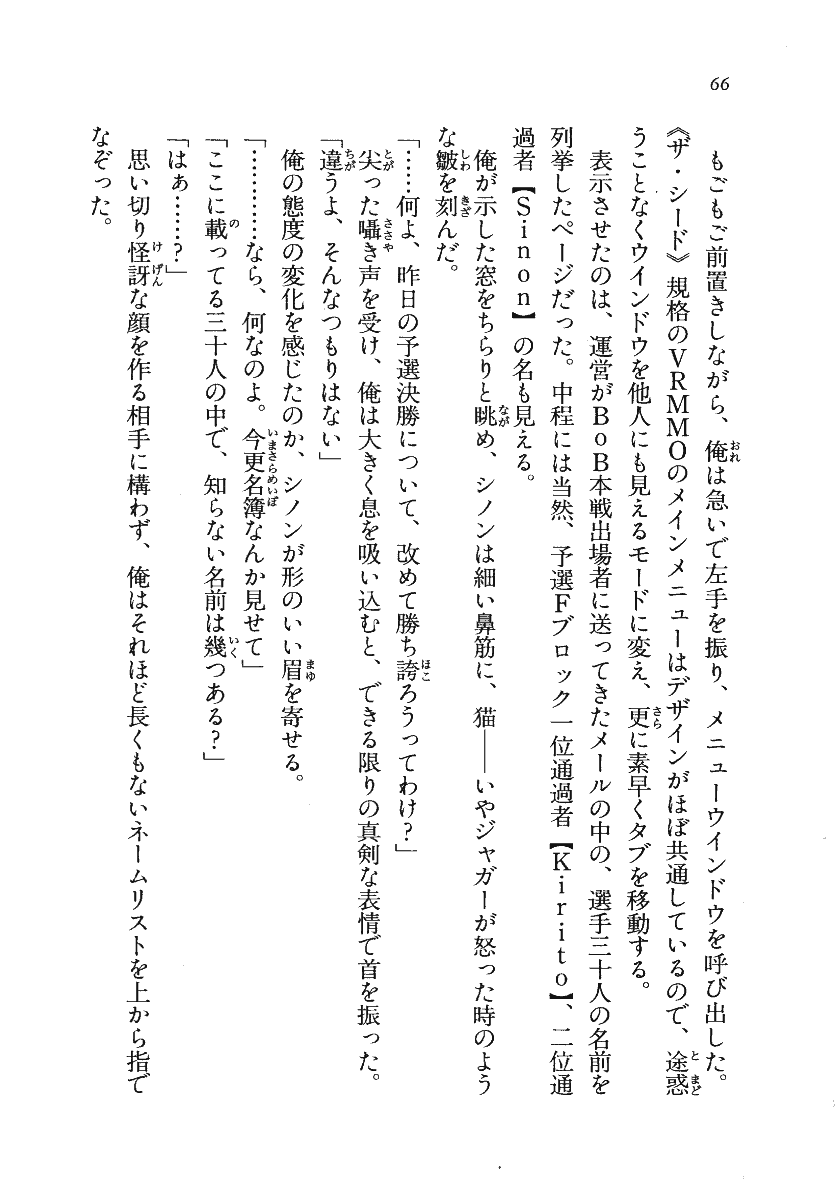 66
もごもご前置きしながら、俺は急いで左手を振り、メニューウインドウを呼び出した。
《ザ・シード》規格のVRMMOのメインメニューはデザインがほぼ共通しているので、途惑
うことなくウインドウを他人にも見えるモードに変え、更に素早くタブを移動する。
表示させたのは、運営がBoB本戦出場者に送ってきたメールの中の、選手三十人の名前を
列挙したページだった。中程には当然、予選Fブロック一位通過者【Kirito】、二位通
過者【Sinon】の名も見える。
俺が示した窓をちらりと眺め、シノンは細い鼻筋に、猫――いやジャガーが怒った時のよう
な皺を刻んだ。
「……何よ、昨日の予選決勝について、改めて勝ち誇ろうってわけ?」
尖った囁き声を受け、俺は大きく息を吸い込むと、できる限りの真剣な表情で首を振った。
「違うよ、そんなつもりはない」
俺の態度の変化を感じたのか、シノンが形のいい眉を寄せる。
「…………なら、何なのよ。今更名簿なんか見せて」
「ここに載ってる三十人の中で、知らない名前は幾つある?」
「はぁ……?」
思い切り怪訝な顔を作る相手に構わず、俺はそれほど長くもないネームリストを上から指で
なぞった。